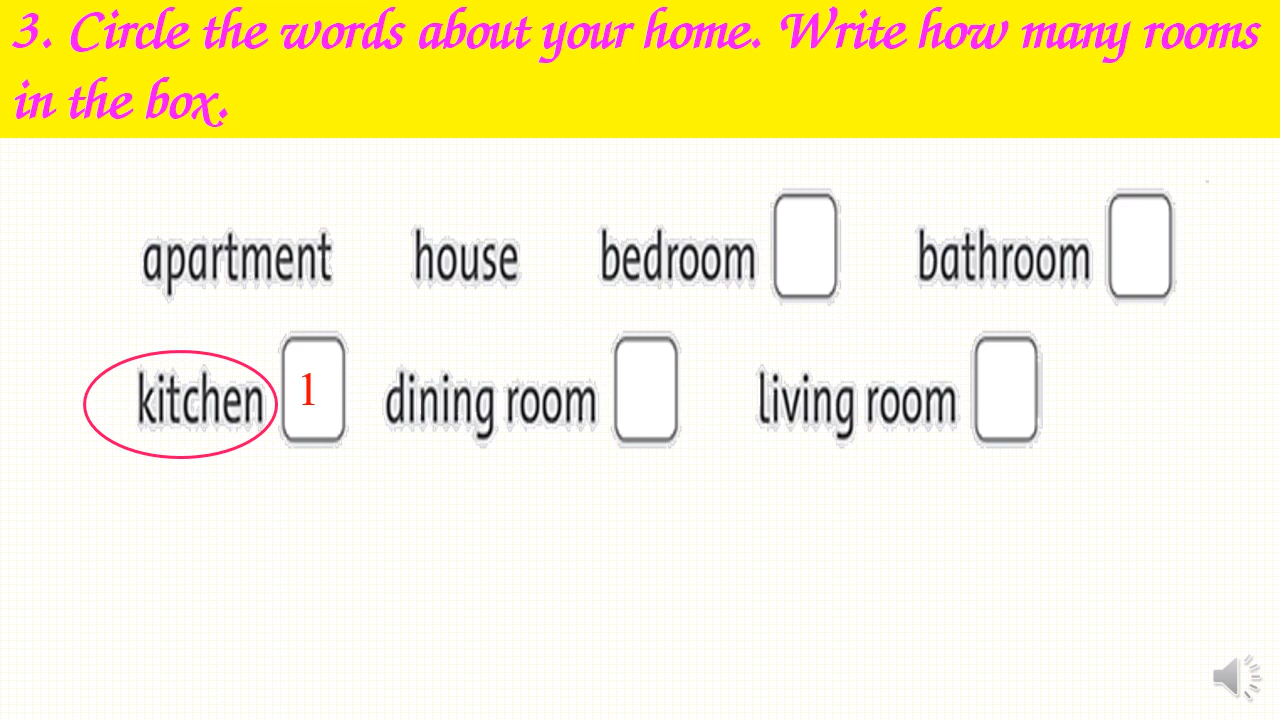 3. Circle the words about your home. Write how many rooms
in the box.
apartment house bedroom bathroom
kitchen 1 dining room living room